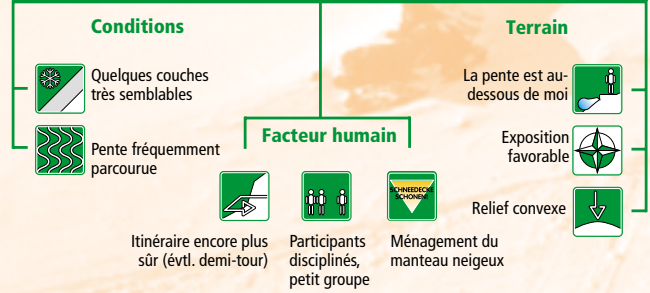 Conditions
Quelques couches
très semblables
Pente fréquemment
parcourue
Facteur humain
SCHNEEDECKE
SCHONEN!
Itinéraire encore plus
sûr (évtl. demi-tour)
Participants
disciplinés,
petit groupe
Ménagement du
manteau neigeux
Terrain
La pente est au-
dessous de moi
Exposition
favorable
Relief convexe